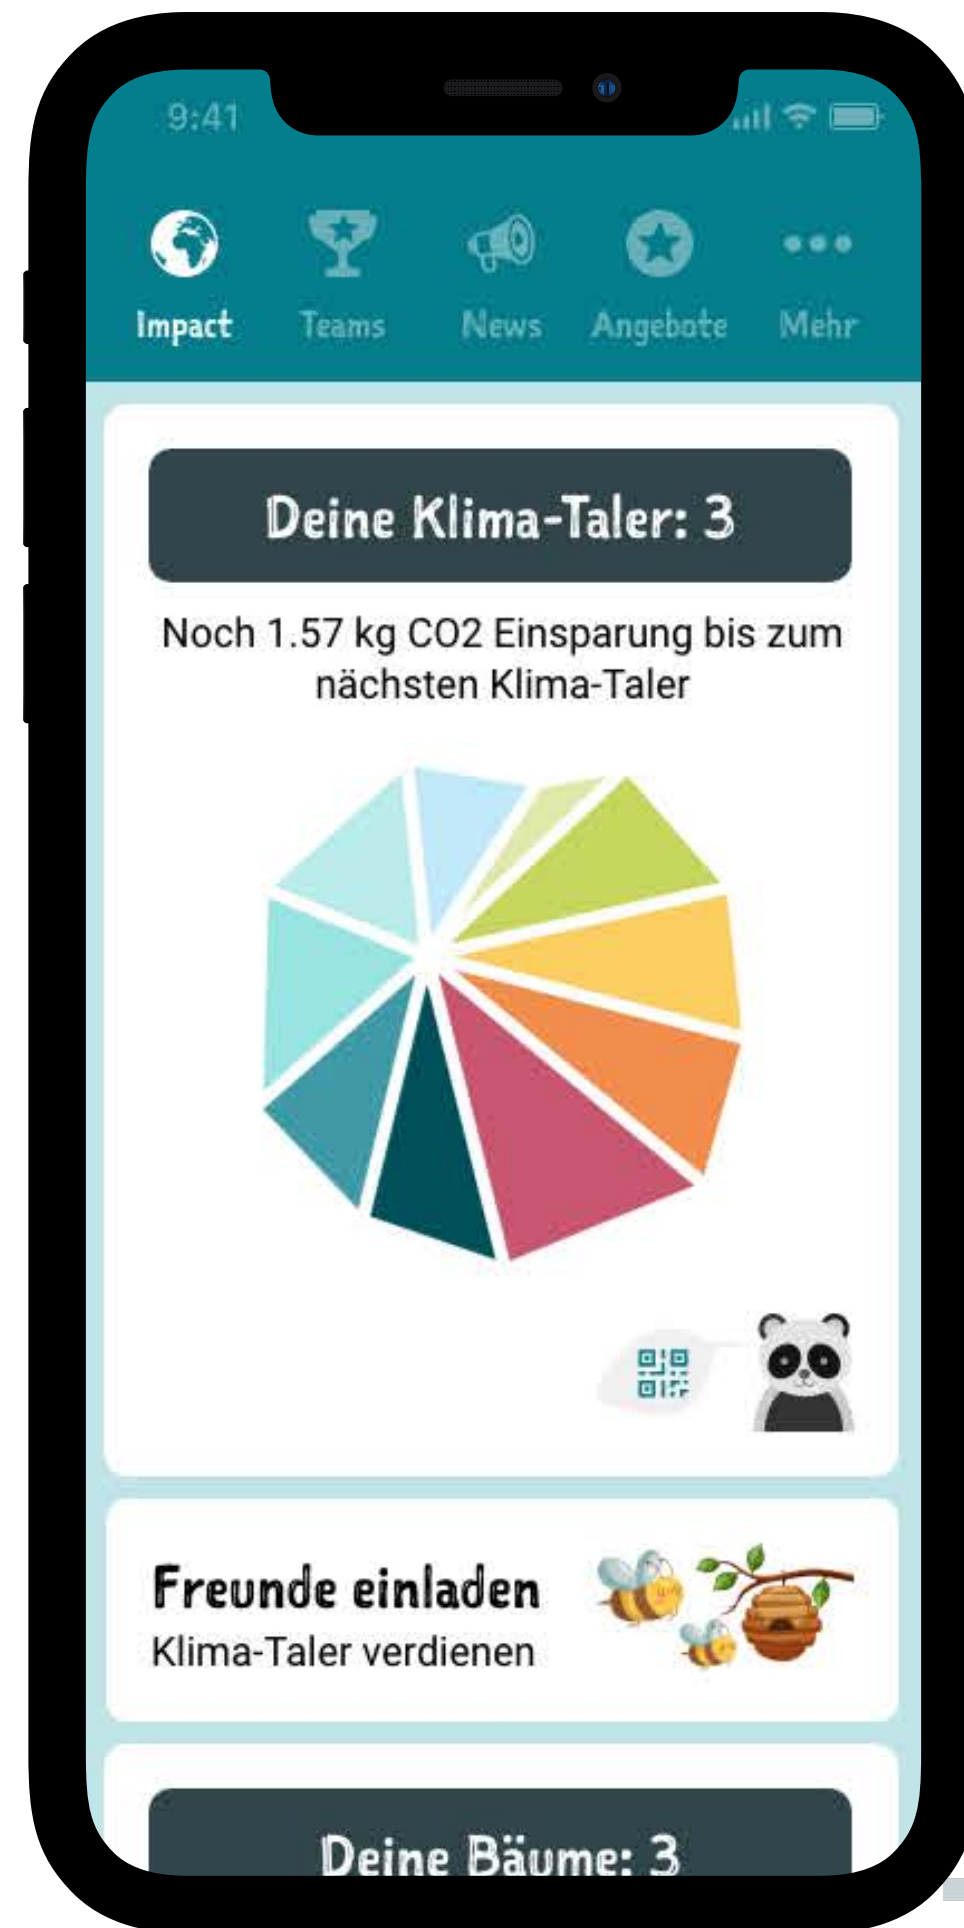 9:41
Impact Teams News Angebote Mehr
Deine Klima-Taler: 3
Noch 1.57 kg CO2 Einsparung bis zum
nächsten Klima-Taler
Freunde einladen
Klima-Taler verdienen
Deine Bäume: 3